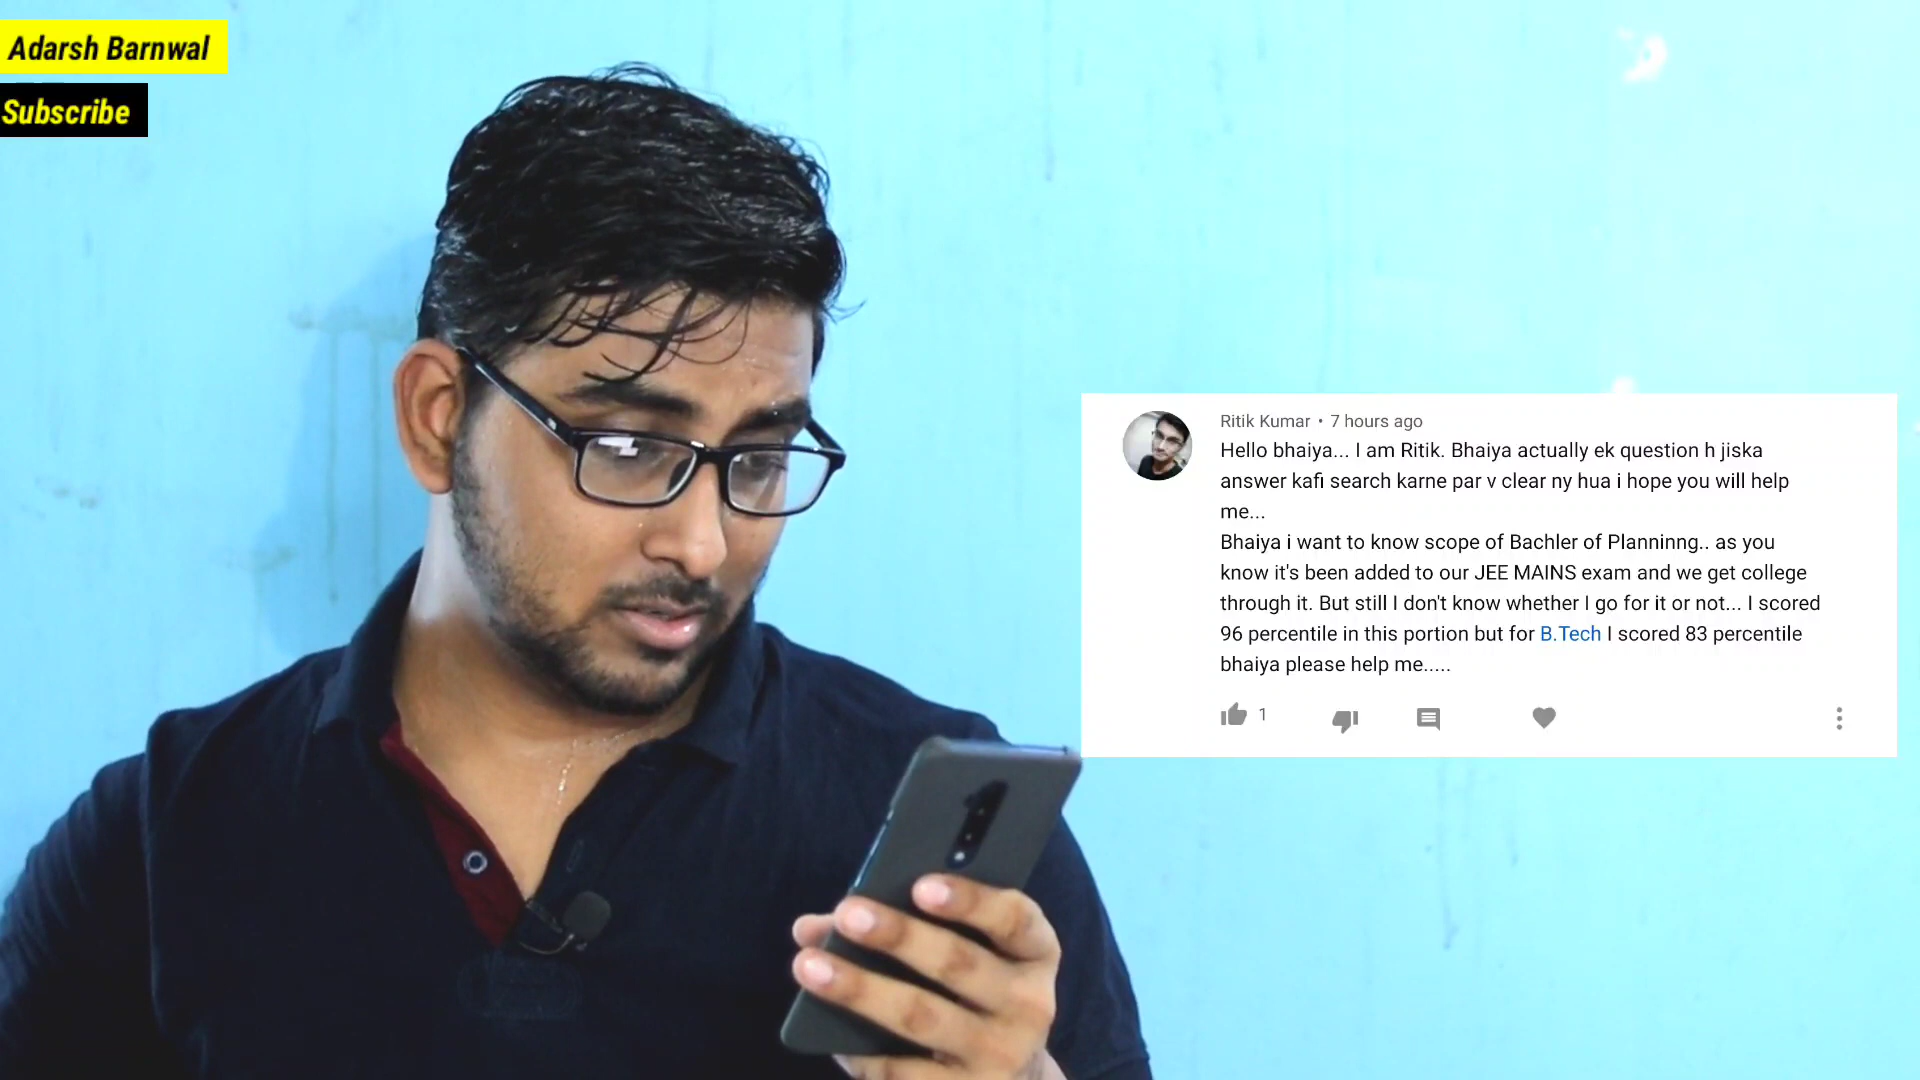 Adarsh Barnwal
Subscribe
Ritik Kumar • 7 hours ago
Hello bhaiya... I am Ritik. Bhaiya actually ek question h jiska
answer kafi search karne par v clear ny hua i hope you will help
me...
Bhaiya i want to know scope of Bachler of Planninng.. as you
know it's been added to our JEE MAINS exam and we get college
through it. But still I don't know whether I go for it or not... I scored
96 percentile in this portion but for B.Tech I scored 83 percentile
bhaiya please help me.....
1